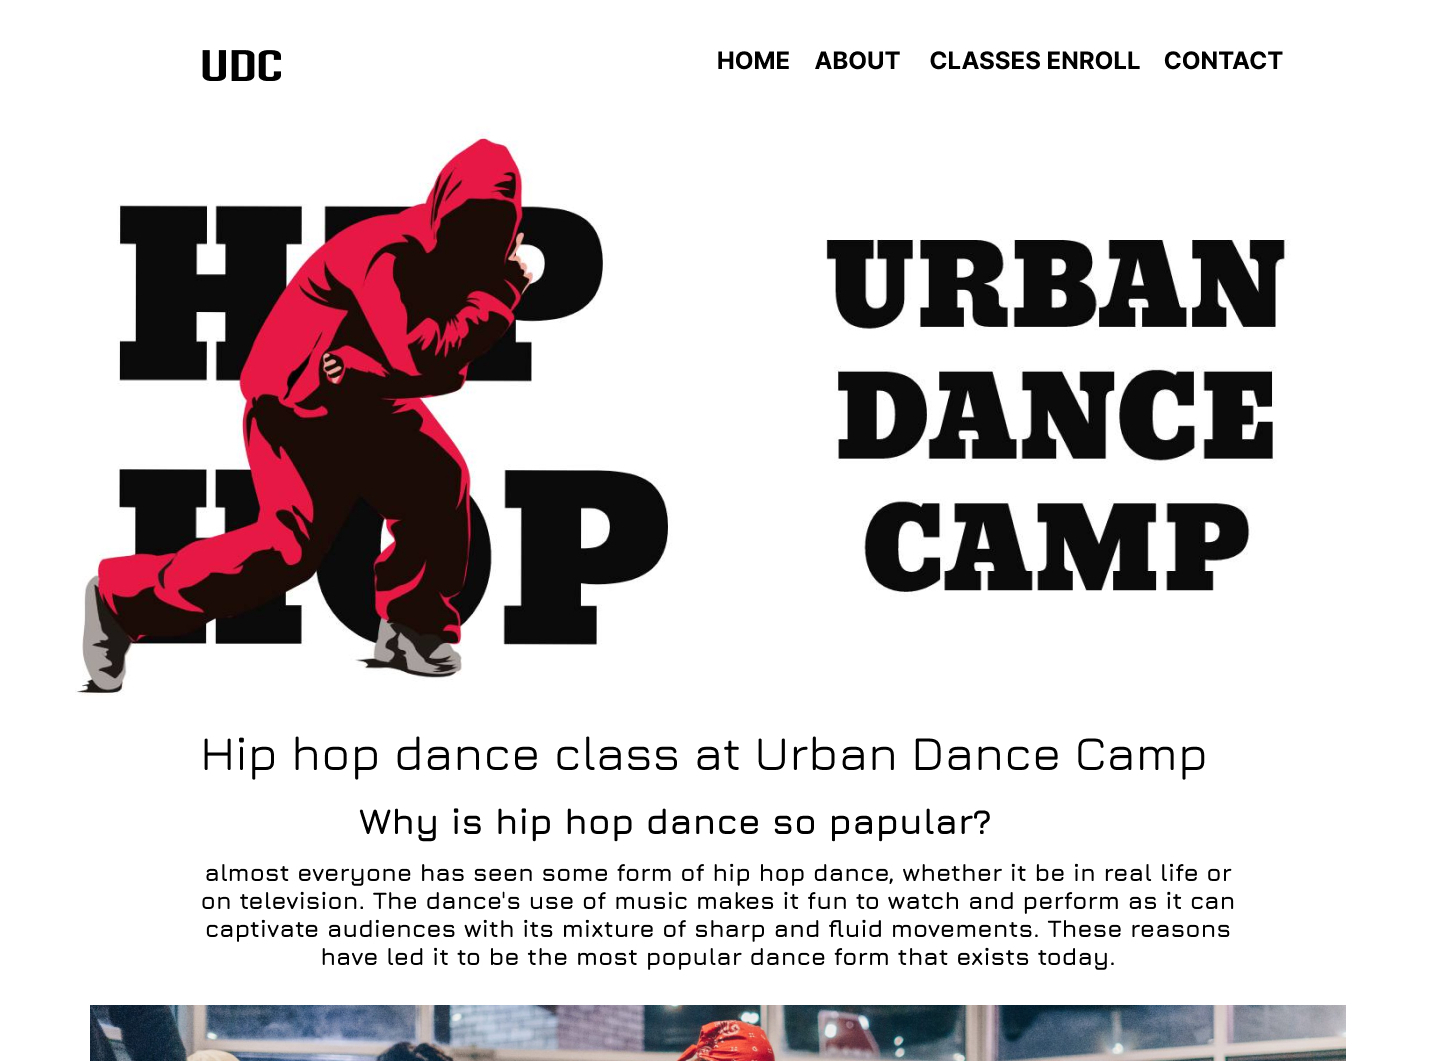 UDC
HOME ABOUT CLASSES ENROLL CONTACT
HIP
HOP
URBAN
DANCE
CAMP
Hip hop dance class at Urban Dance Camp
Why is hip hop dance so papular?
almost everyone has seen some form of hip hop dance, whether it be in real life or
on television. The dance's use of music makes it fun to watch and perform as it can
captivate audiences with its mixture of sharp and fluid movements. These reasons
have led it to be the most popular dance form that exists today.